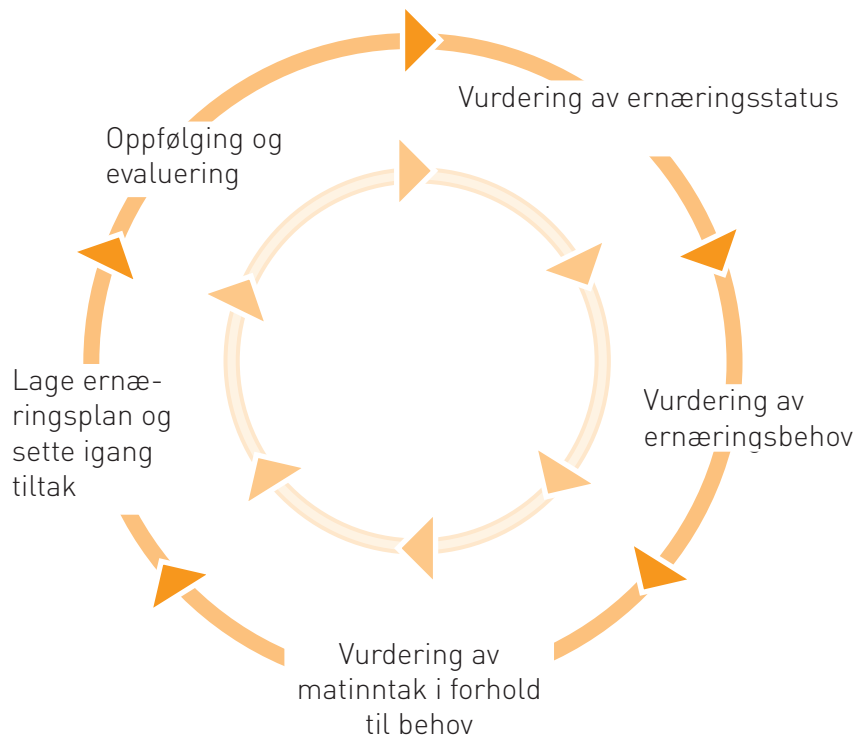 Vurdering av ernæringsstatus
Oppfølging og
evaluering
Lage ernæ-
ringsplan og
sette igang
tiltak
Vurdering av
ernæringsbehov
Vurdering av
matinntak i forhold
til behov